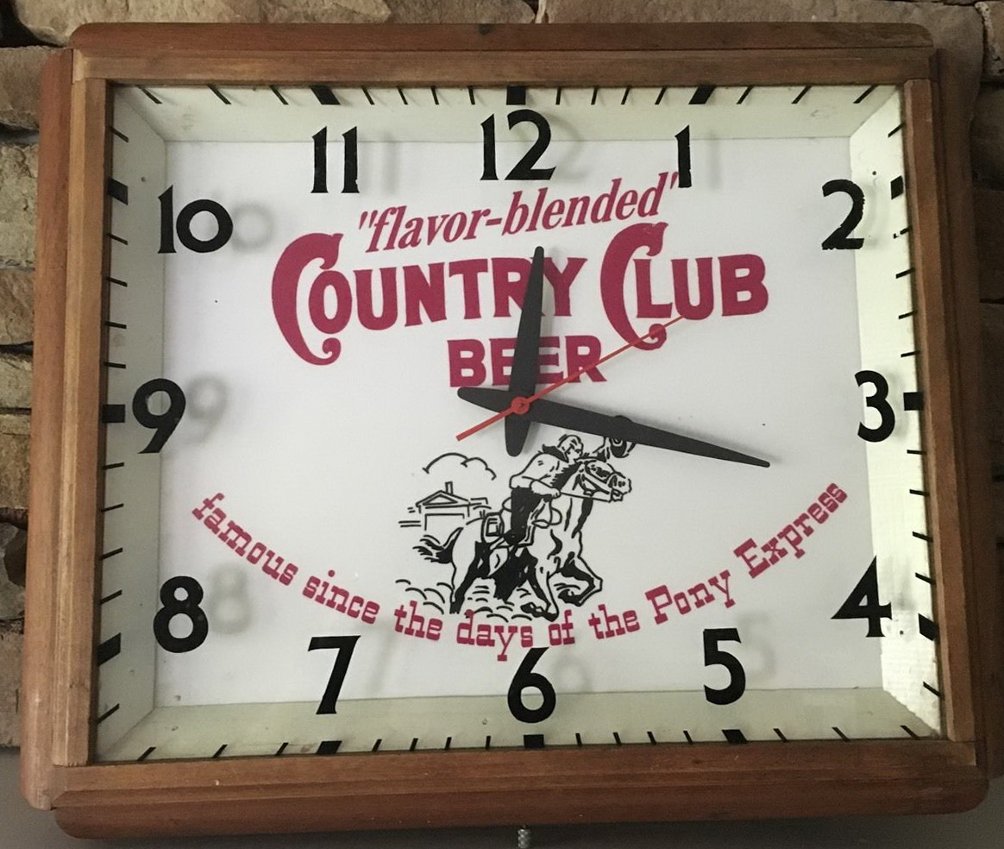 11 12 1
10 2
"flavor-blended"
COUNTRY CLUB
BEER
9 3
famous since the days of the Pony Express
8 4
7 6 5